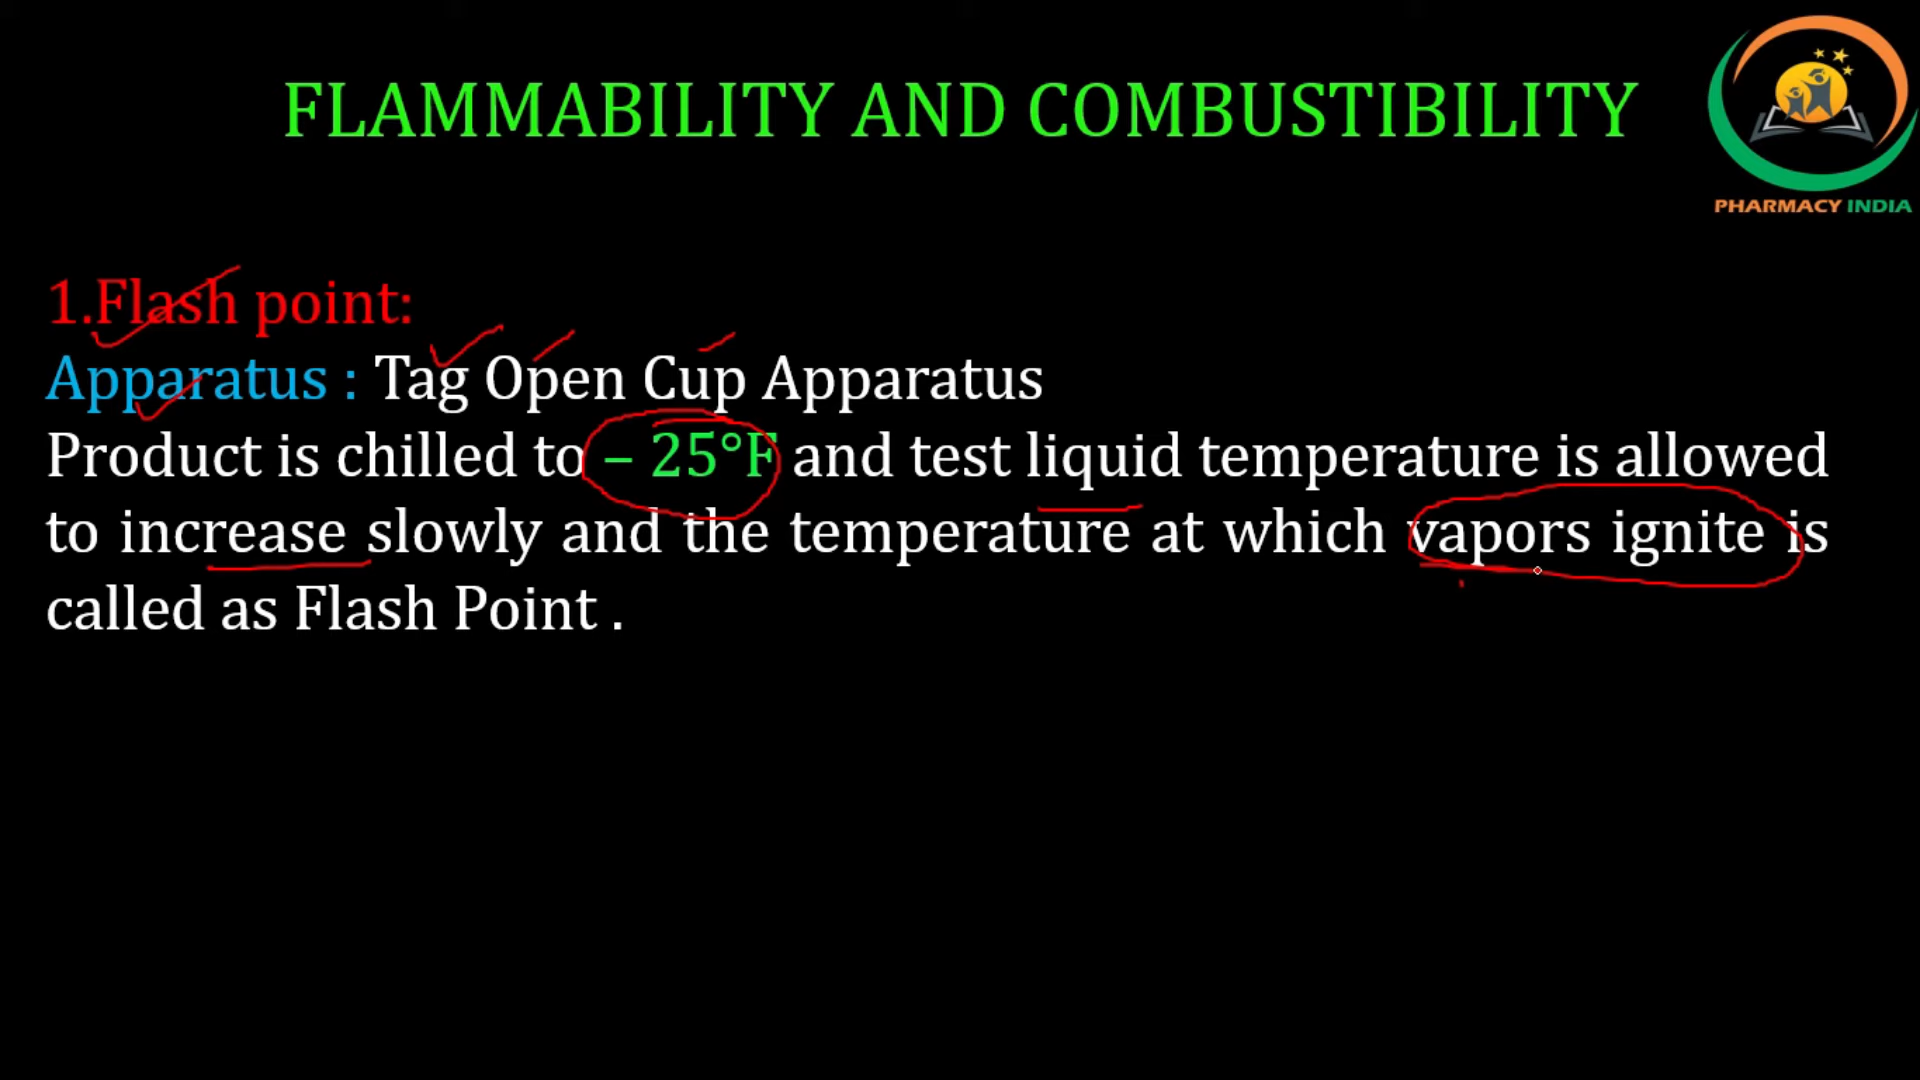 FLAMMABILITY AND COMBUSTIBILITY
PHARMACY INDIA
1.Flash point:
Apparatus : Tag Open Cup Apparatus
Product is chilled to – 25°F and test liquid temperature is allowed
to increase slowly and the temperature at which vapors ignite is
called as Flash Point .